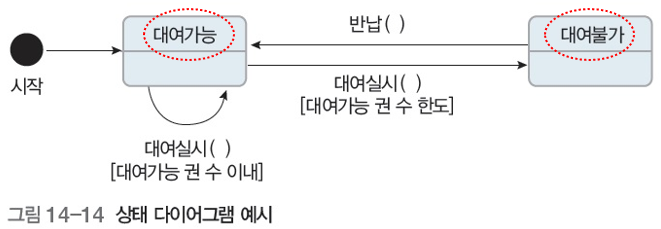 반납( )
대여가능
대여불가
시작
대여실시( )
[대여가능 권 수 한도]
대여실시( )
[대여가능 권 수 이내]
그림 14-14 상태 다이어그램 예시